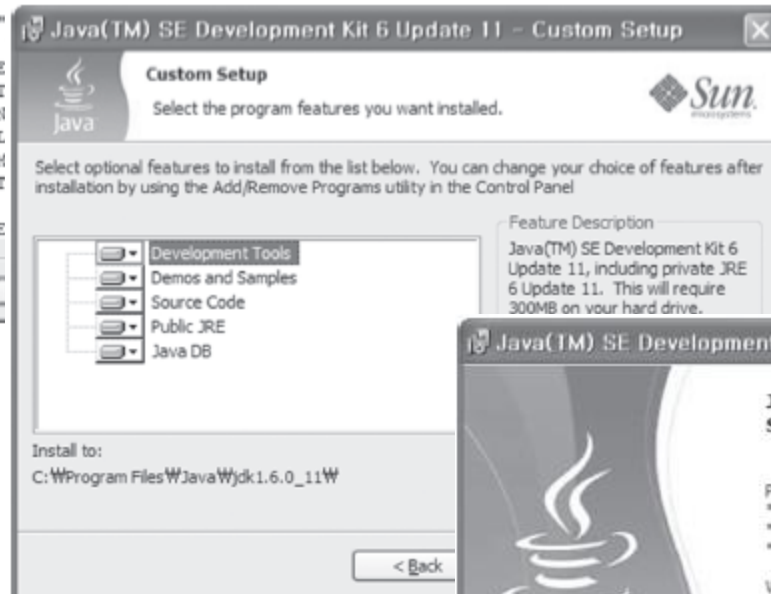 Java(TM) SE Development Kit 6 Update 11 - Custom Setup
Java
Custom Setup
Select the program features you want installed.
Sun
microsystems
Select optional features to install from the list below. You can change your choice of features after
installation by using the Add/Remove Programs utility in the Control Panel
Development Tools
Demos and Samples
Source Code
Public JRE
Java DB
Feature Description
Java(TM) SE Development Kit 6
Update 11, including private JRE
6 Update 11. This will require
300MB on your hard drive.
Install to:
C:₩Program Files₩Java₩jdk1.6.0_11₩
< Back
Java(TM) SE Development